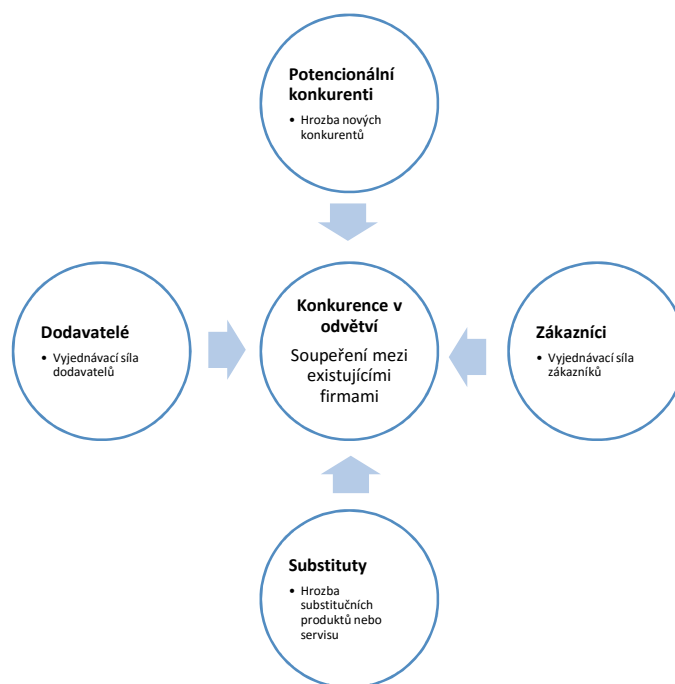 Potencionální
konkurenti
• Hrozba nových
konkurentů
Dodavatelé
• Vyjednávací síla
dodavatelů
Konkurence v
odvětví
Soupeření mezi
existujícími
firmami
Zákazníci
• Vyjednávací síla
zákazníků
Substituty
• Hrozba
substitučních
produktů nebo
servisu